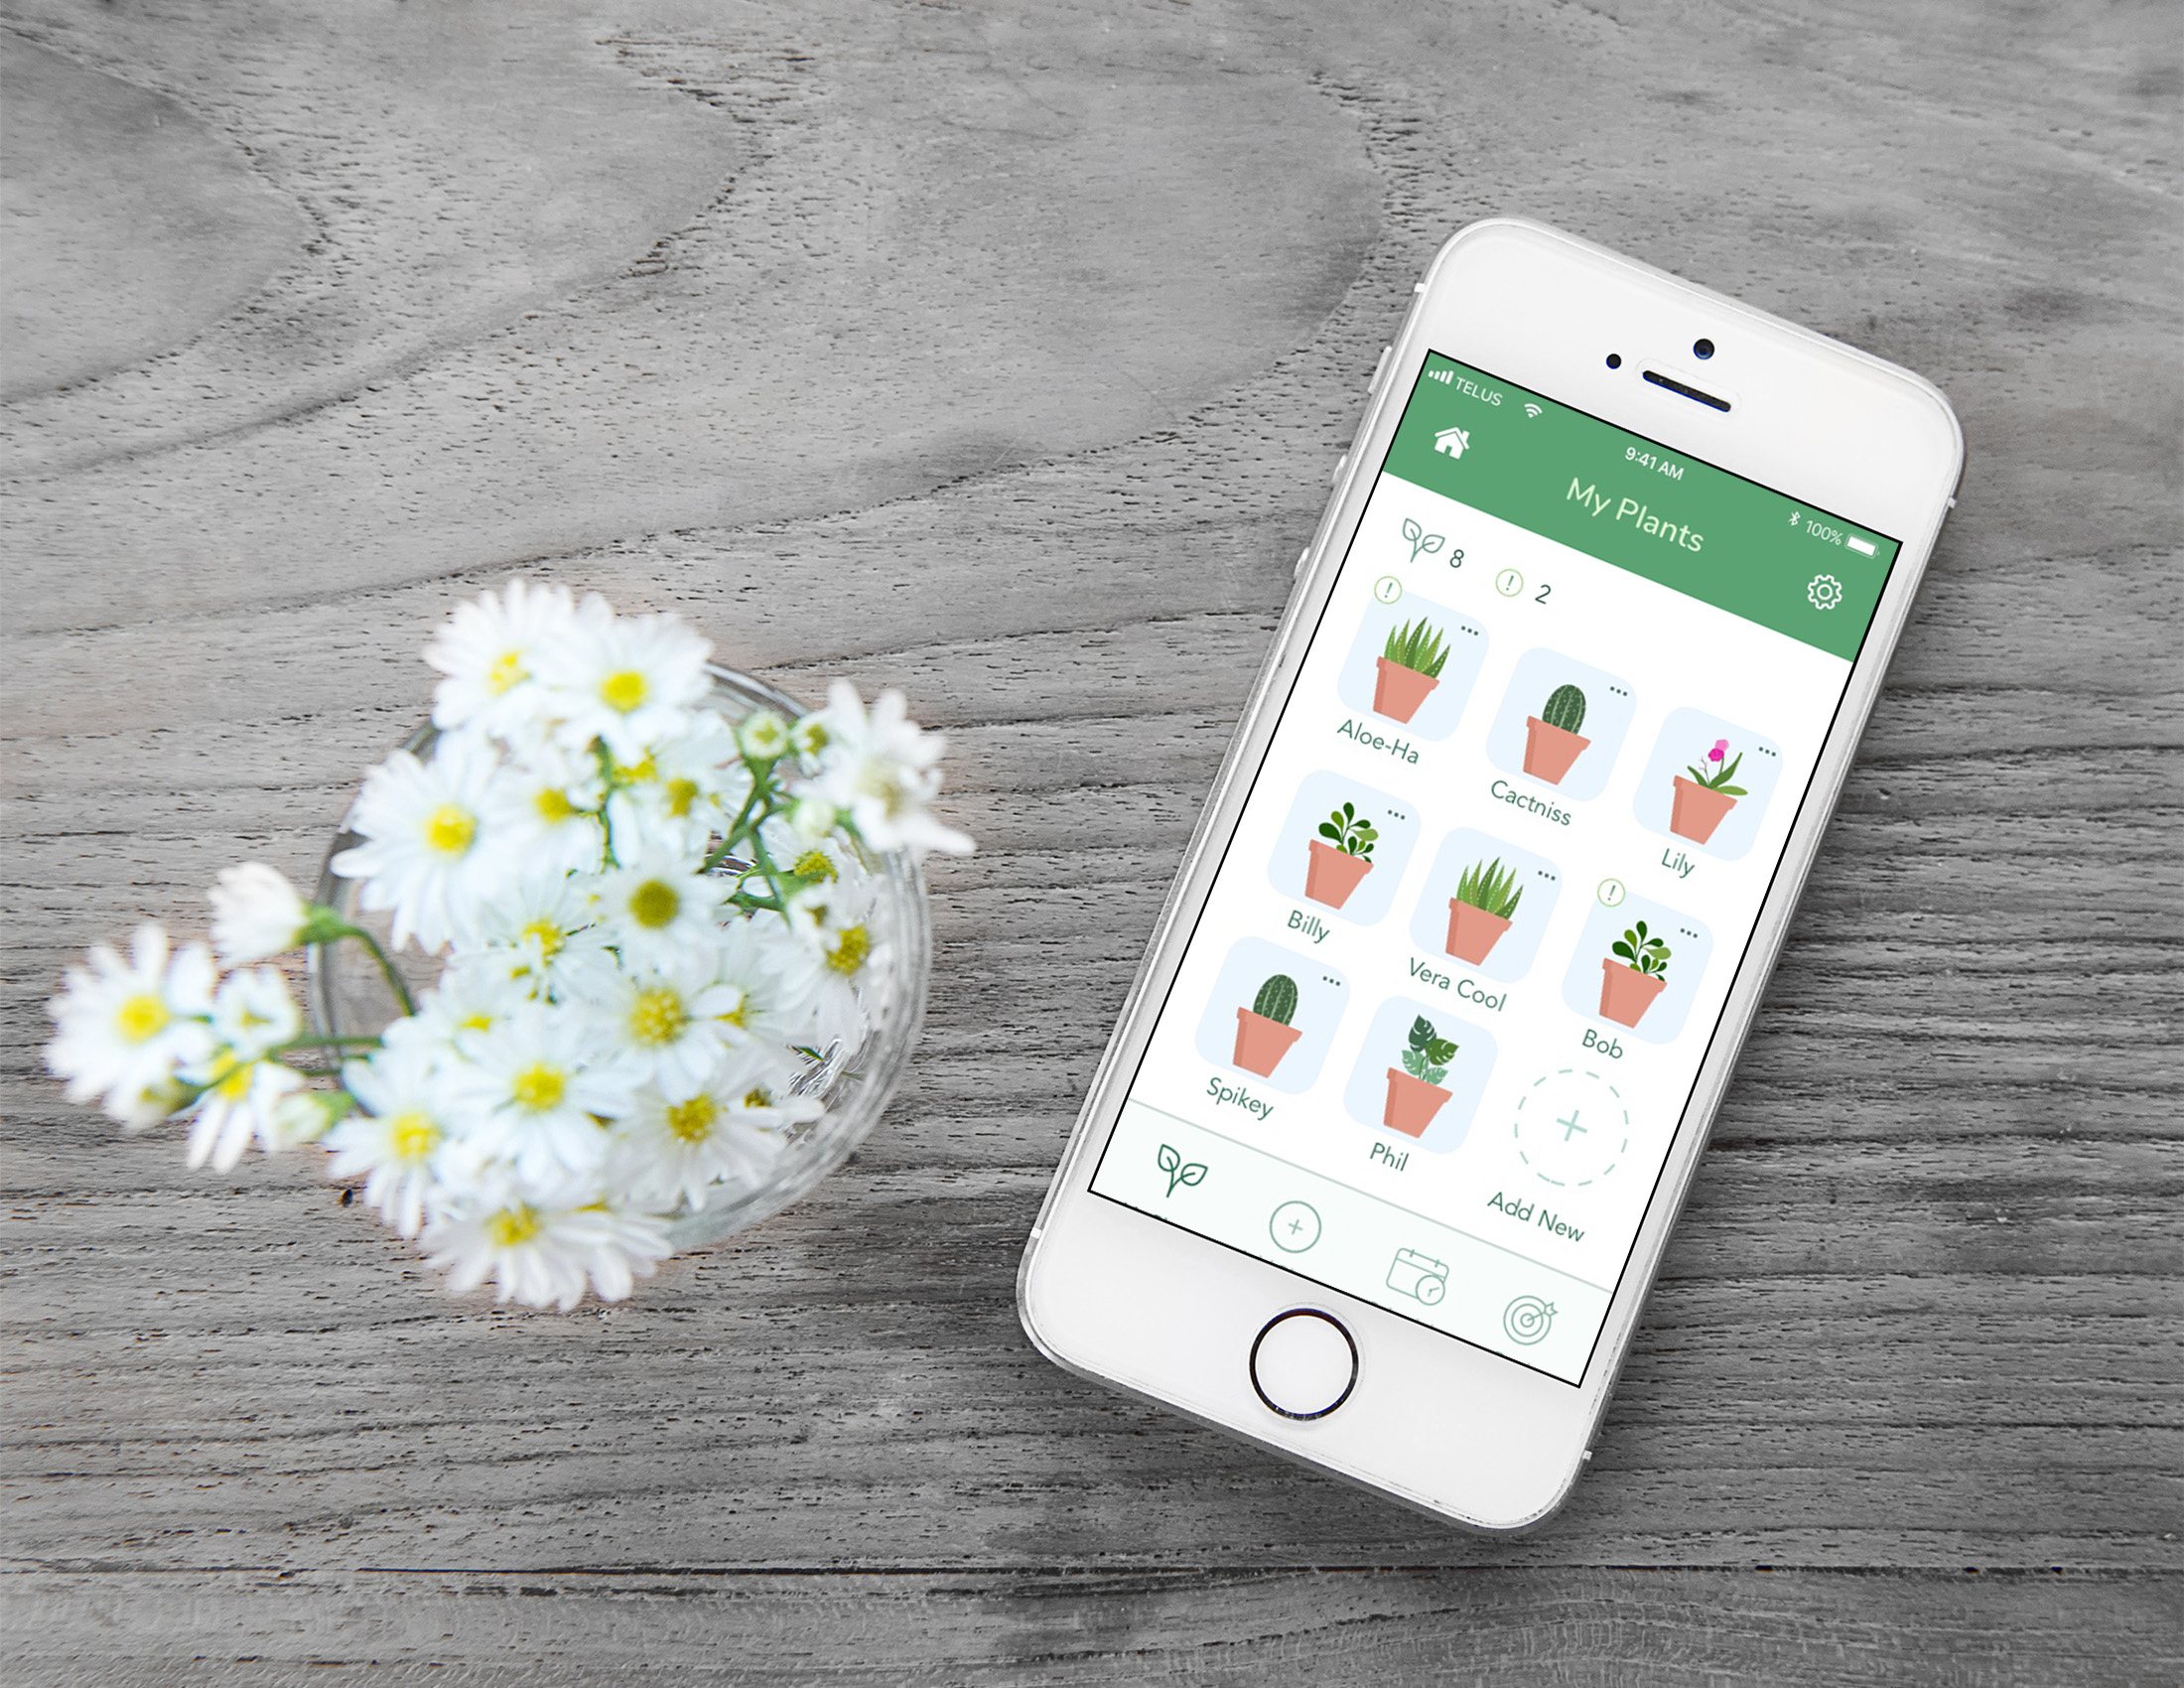 TELUS
9:41 AM
100%
My Plants
8
! 2
!
Aloe-Ha
Cactniss
Lily
Billy
Vera Cool
!
Bob
Spikey
Phil
Add New